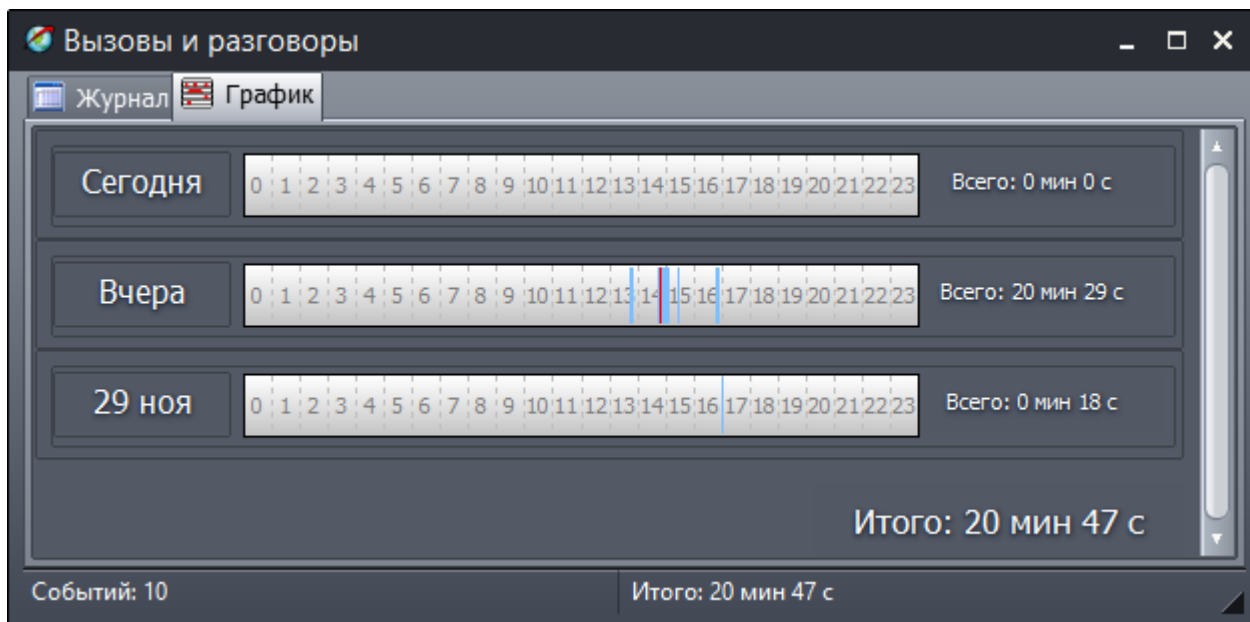 Вызовы и разговоры
Журнал График
Сегодня 0 1 2 3 4 5 6 7 8 9 10 11 12 13 14 15 16 17 18 19 20 21 22 23 Всего: 0 мин 0 с
Вчера 0 1 2 3 4 5 6 7 8 9 10 11 12 13 14 15 16 17 18 19 20 21 22 23 Всего: 20 мин 29 с
29 ноя 0 1 2 3 4 5 6 7 8 9 10 11 12 13 14 15 16 17 18 19 20 21 22 23 Всего: 0 мин 18 с
Итого: 20 мин 47 с
Событий: 10 Итого: 20 мин 47 с